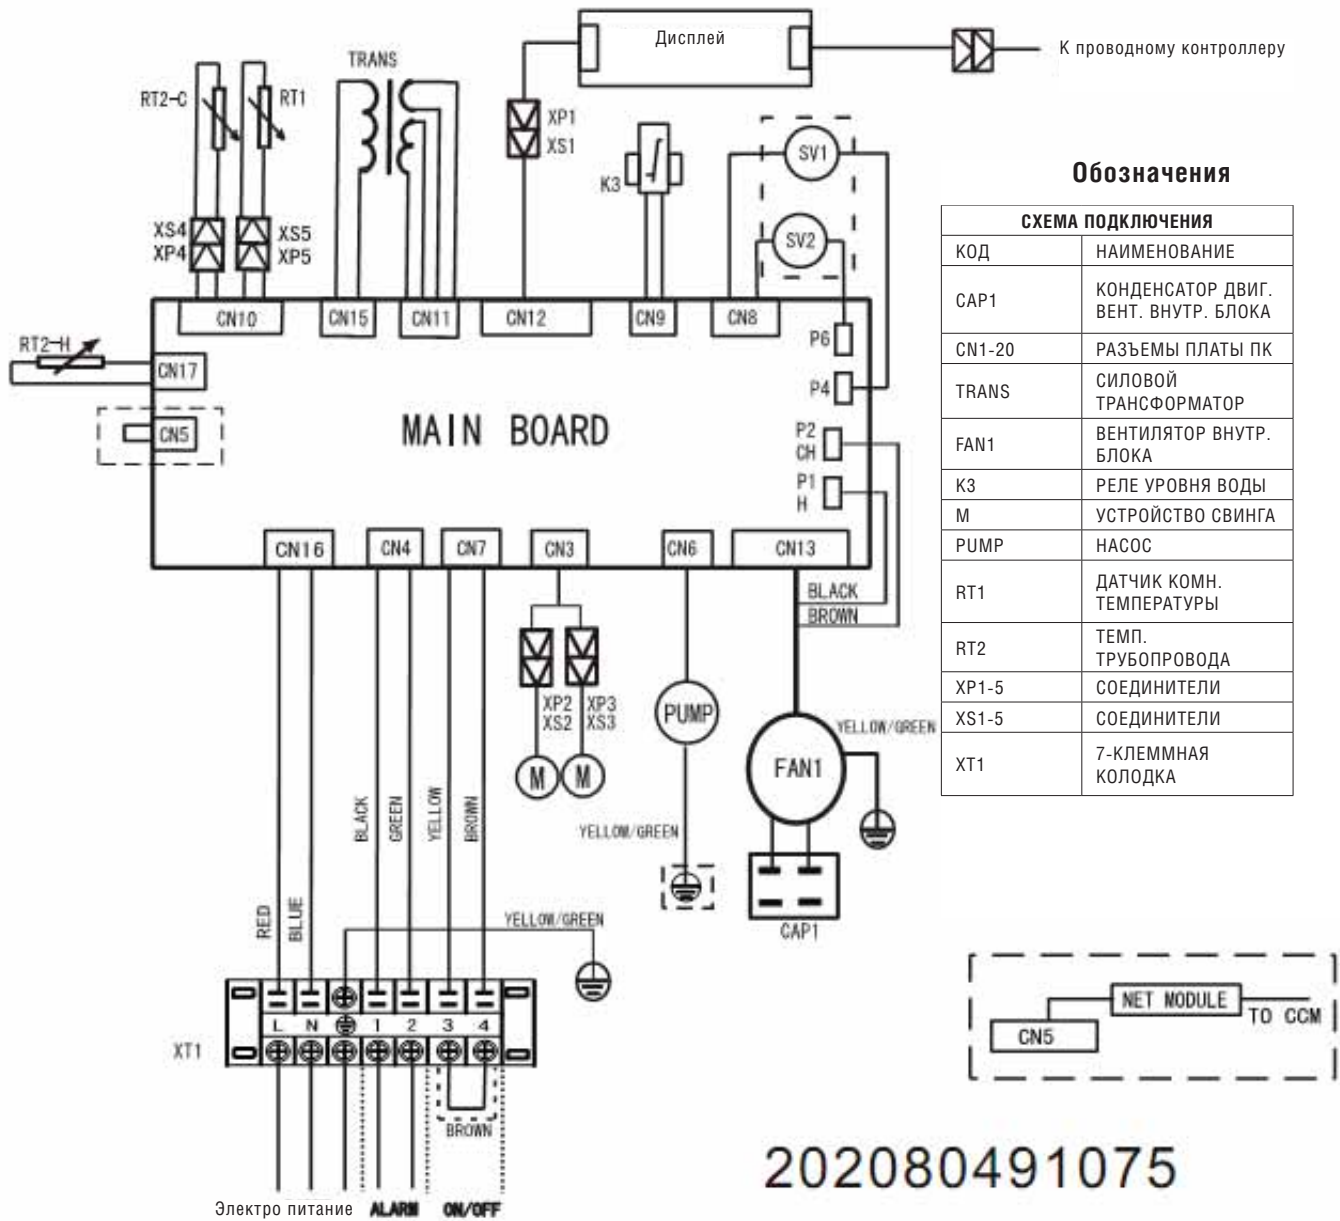 Дисплей
К проводному контроллеру
TRANS
RT2-C
RT1
XP1
XS1
K3
SV1
SV2
XS4
XP4
XS5
XP5
CN10
CN15
CN11
CN12
CN9
CN8
RT2-H
CN17
CN5
P6
P4
P2
CH
P1
H
MAIN BOARD
CN16
CN4
CN7
CN3
CN6
CN13
BLACK
BROWN
XP2
XS2
XP3
XS3
M
M
PUMP
FAN1
YELLOW/GREEN
YELLOW/GREEN
CAP1
RED
BLUE
BLACK
GREEN
YELLOW
BROWN
YELLOW/GREEN
XT1
L N 1 2 3 4
BROWN
Электро питание ALARM ON/OFF
Обозначения
СХЕМА ПОДКЛЮЧЕНИЯ
КОД НАИМЕНОВАНИЕ
CAP1 КОНДЕНСАТОР ДВИГ.
ВЕНТ. ВНУТР. БЛОКА
CN1-20 РАЗЪЕМЫ ПЛАТЫ ПК
TRANS СИЛОВОЙ
ТРАНСФОРМАТОР
FAN1 ВЕНТИЛЯТОР ВНУТР.
БЛОКА
K3 РЕЛЕ УРОВНЯ ВОДЫ
M УСТРОЙСТВО СВИНГА
PUMP НАСОС
RT1 ДАТЧИК КОМН.
ТЕМПЕРАТУРЫ
RT2 ТЕМП.
ТРУБОПРОВОДА
XP1-5 СОЕДИНИТЕЛИ
XS1-5 СОЕДИНИТЕЛИ
XT1 7-КЛЕММНАЯ
КОЛОДКА
NET MODULE
TO CCM
CN5
202080491075